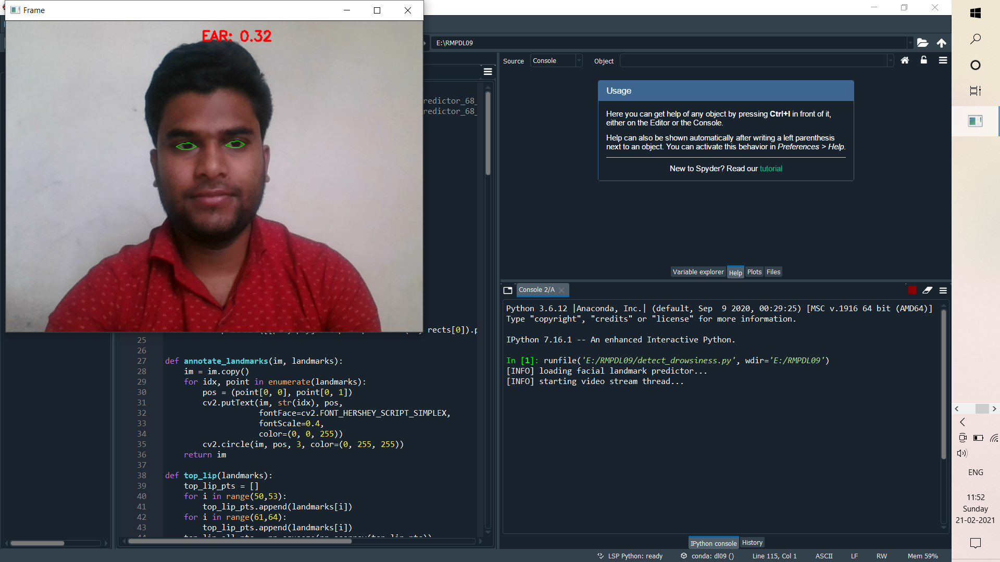 Frame
EAR: 0.32
E:\RMPDL09
Source Console Object
redictor_68_
redictor_68_
Usage
Here you can get help of any object by pressing Ctrl+I in front of it,
either on the Editor or the Console.
Help can also be shown automatically after writing a left parenthesis
next to an object. You can activate this behavior in Preferences > Help.
New to Spyder? Read our tutorial
Variable explorer Help Plots Files
Console 2/A
Python 3.6.12 |Anaconda, Inc.| (default, Sep  9 2020, 00:29:25) [MSC v.1916 64 bit (AMD64)]
Type "copyright", "credits" or "license" for more information.
IPython 7.16.1 -- An enhanced Interactive Python.
In [1]: runfile('E:/RMPDL09/detect_drowsiness.py', wdir='E:/RMPDL09')
[INFO] loading facial landmark predictor...
[INFO] starting video stream thread...
IPython console History
rects[0]).p
25
26
27 def annotate_landmarks(im, landmarks):
28     im = im.copy()
29     for idx, point in enumerate(landmarks):
30         pos = (point[0, 0], point[0, 1])
31         cv2.putText(im, str(idx), pos,
32                     fontFace=cv2.FONT_HERSHEY_SCRIPT_SIMPLEX,
33                     fontScale=0.4,
34                     color=(0, 0, 255))
35         cv2.circle(im, pos, 3, color=(0, 255, 255))
36     return im
37
38 def top_lip(landmarks):
39     top_lip_pts = []
40     for i in range(50,53):
41         top_lip_pts.append(landmarks[i])
42     for i in range(61,64):
43         top_lip_pts.append(landmarks[i])
LSP Python: ready conda: dl09 () Line 115, Col 1 ASCII LF RW Mem 59%
ENG
11:52
Sunday
21-02-2021